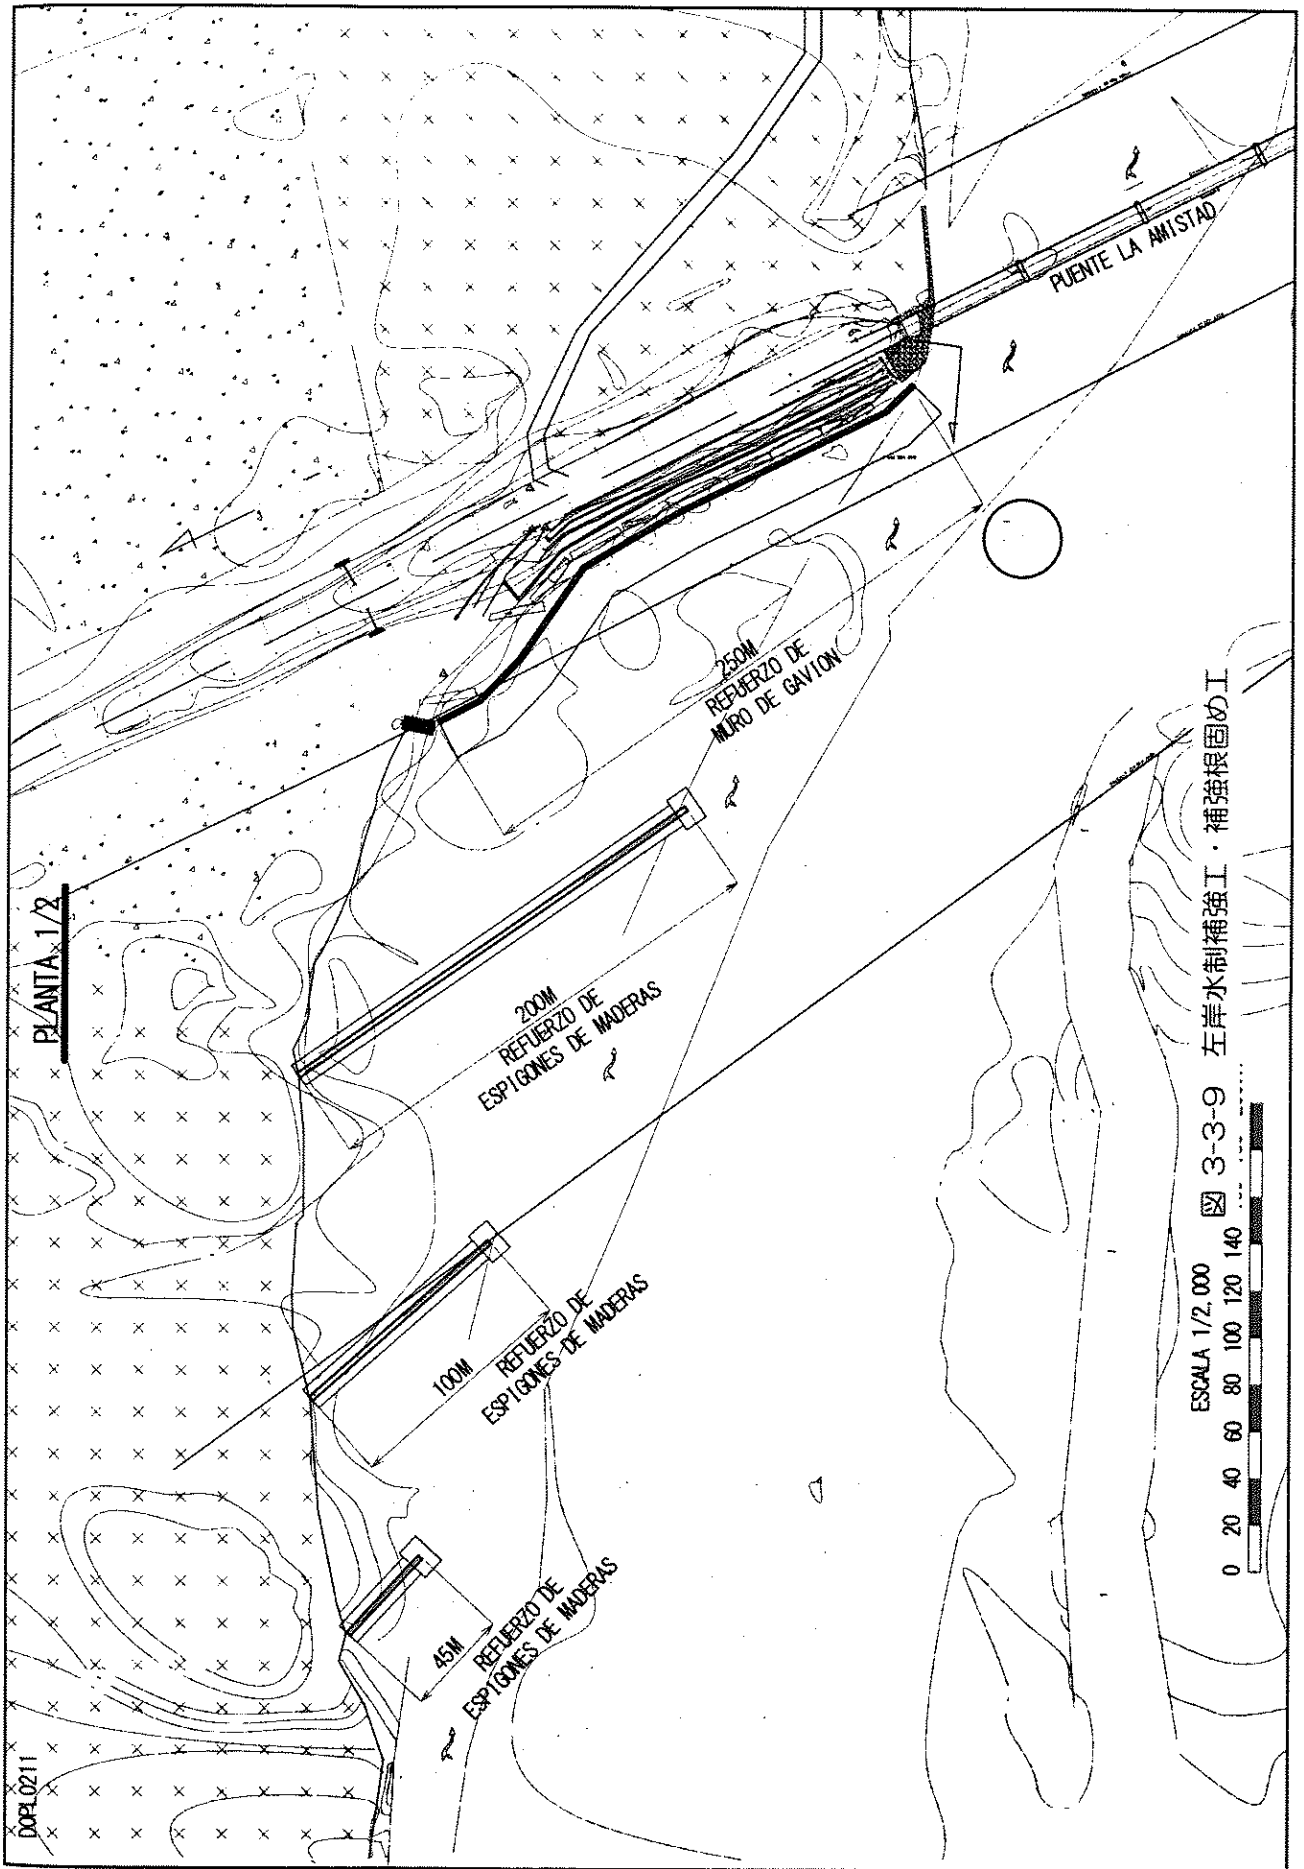 DOPL0211
PLANTA 1/2
PUENTE LA AMISTAD
250M
REFUERZO DE
MURO DE GAVION
200M
REFUERZO DE
ESPIGONES DE MADERAS
100M
REFUERZO DE
ESPIGONES DE MADERAS
45M
REFUERZO DE
ESPIGONES DE MADERAS
ESCALA 1/2,000
0 20 40 60 80 100 120 140
図 3-3-9 左岸水制補強工・補強根固め工